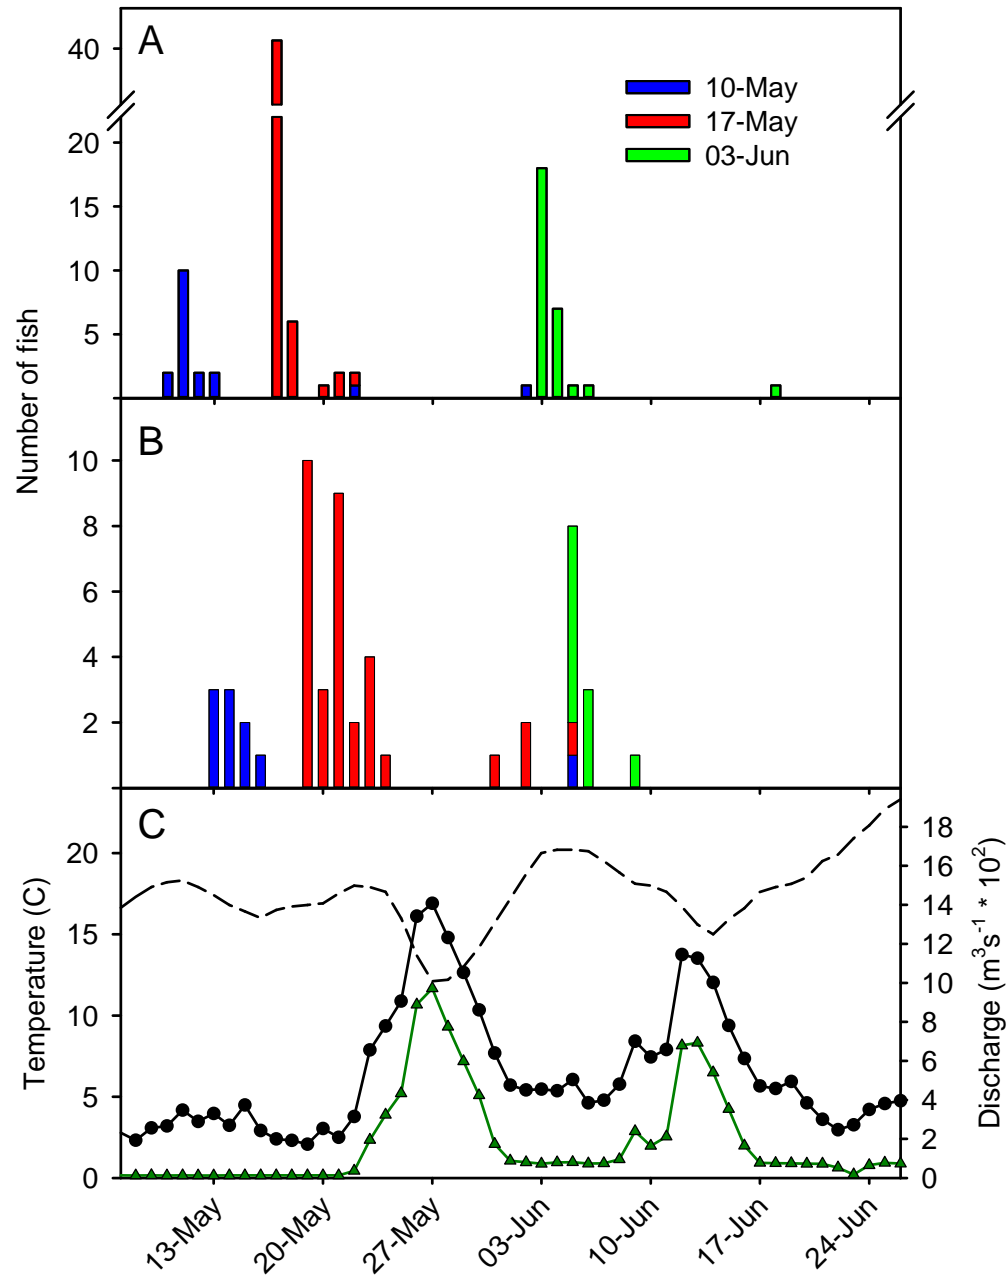 A
40
20
15
10
5
10-May
17-May
03-Jun
Number of fish
B
10
8
6
4
2
C
20
15
10
5
0
Temperature (C)
18
16
14
12
10
8
6
4
2
0
Discharge (m³s⁻¹ * 10²)
13-May
20-May
27-May
03-Jun
10-Jun
17-Jun
24-Jun